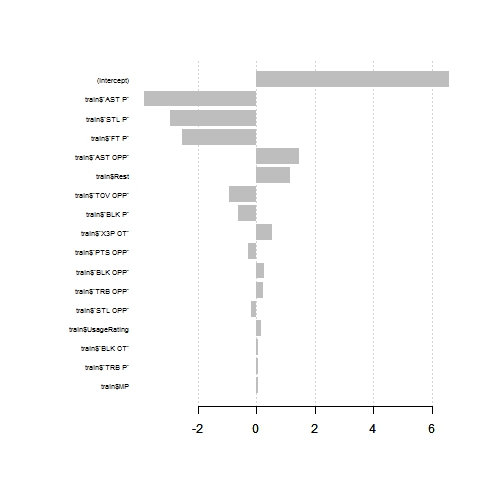 (Intercept)
train$`AST P`
train$`STL P`
train$`FT P`
train$`AST OPP`
train$Rest
train$`TOV OPP`
train$`BLK P`
train$`X3P OT`
train$`PTS OPP`
train$`BLK OPP`
train$`TRB OPP`
train$`STL OPP`
train$UsageRating
train$`BLK OT`
train$`TRB P`
train$MP
-2 0 2 4 6